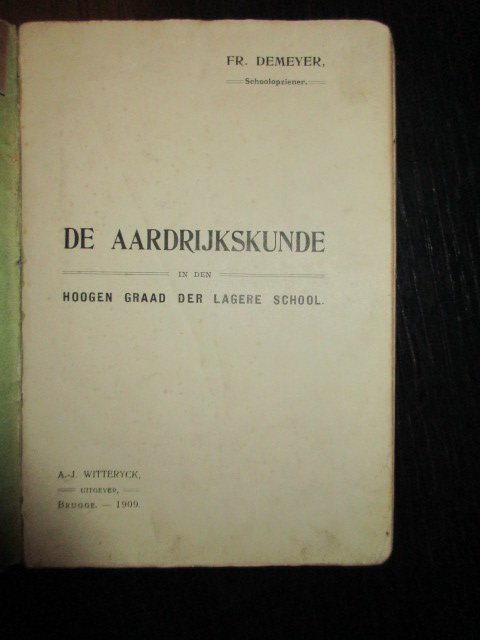 FR. DEMEYER,
Schoolopziener.
DE AARDRIJKSKUNDE
IN DEN
HOOGEN GRAAD DER LAGERE SCHOOL.
A.-J. WITTERYCK,
UITGEVER,
BRUGGE. — 1909.